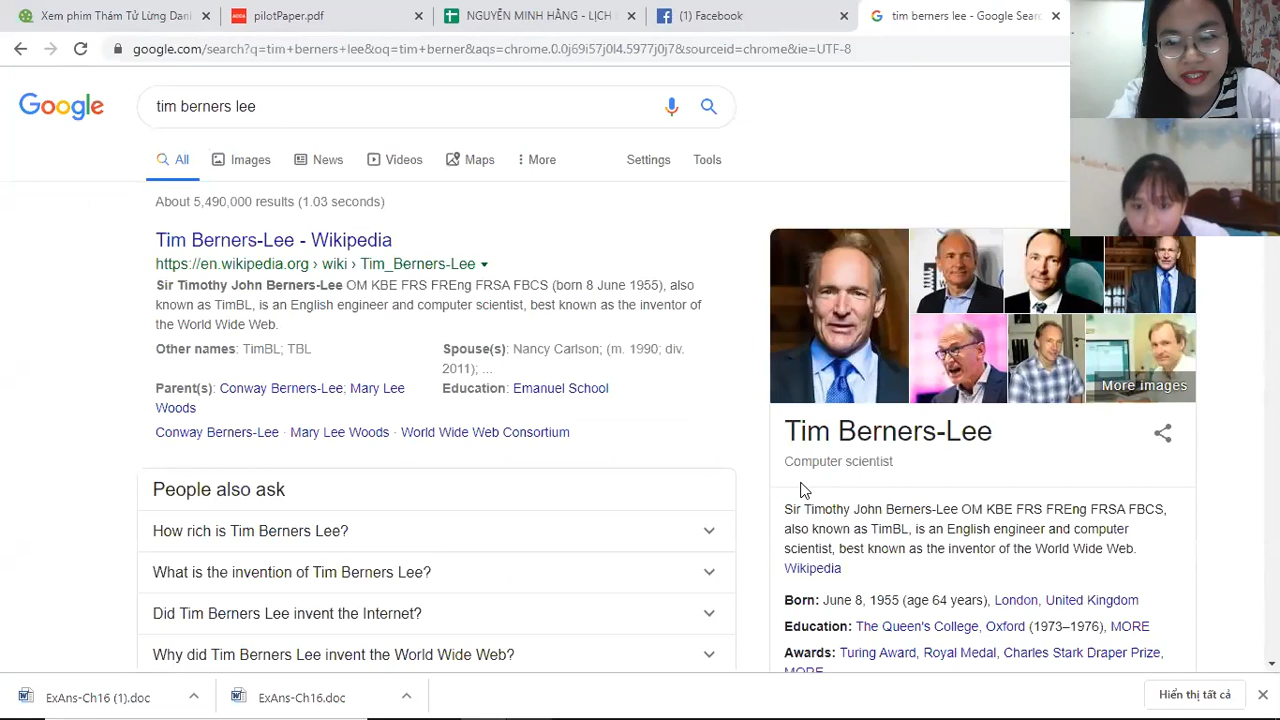 Xem phim Thám Tử Lừng Dani
pilotPaper.pdf
NGUYỄN MINH HẰNG - LỊCH H
(1) Facebook
tim berners lee - Google Search
google.com/search?q=tim+berners+lee&oq=tim+berner&aqs=chrome.0.0j69i57j0l4.5977j0j7&sourceid=chrome&ie=UTF-8
Google
tim berners lee
All
Images
News
Videos
Maps
More
Settings
Tools
About 5,490,000 results (1.03 seconds)
Tim Berners-Lee - Wikipedia
https://en.wikipedia.org › wiki › Tim_Berners-Lee
Sir Timothy John Berners-Lee OM KBE FRS FREng FRSA FBCS (born 8 June 1955), also
known as TimBL, is an English engineer and computer scientist, best known as the inventor of
the World Wide Web.
Other names: TimBL; TBL
Spouse(s): Nancy Carlson; (m. 1990; div.
2011); ...
Parent(s): Conway Berners-Lee; Mary Lee
Woods
Education: Emanuel School
Conway Berners-Lee · Mary Lee Woods · World Wide Web Consortium
People also ask
How rich is Tim Berners Lee?
What is the invention of Tim Berners Lee?
Did Tim Berners Lee invent the Internet?
Why did Tim Berners Lee invent the World Wide Web?
More images
Tim Berners-Lee
Computer scientist
Sir Timothy John Berners-Lee OM KBE FRS FREng FRSA FBCS,
also known as TimBL, is an English engineer and computer
scientist, best known as the inventor of the World Wide Web.
Wikipedia
Born: June 8, 1955 (age 64 years), London, United Kingdom
Education: The Queen's College, Oxford (1973–1976), MORE
Awards: Turing Award, Royal Medal, Charles Stark Draper Prize,
MORE
ExAns-Ch16 (1).doc
ExAns-Ch16.doc
Hiển thị tất cả